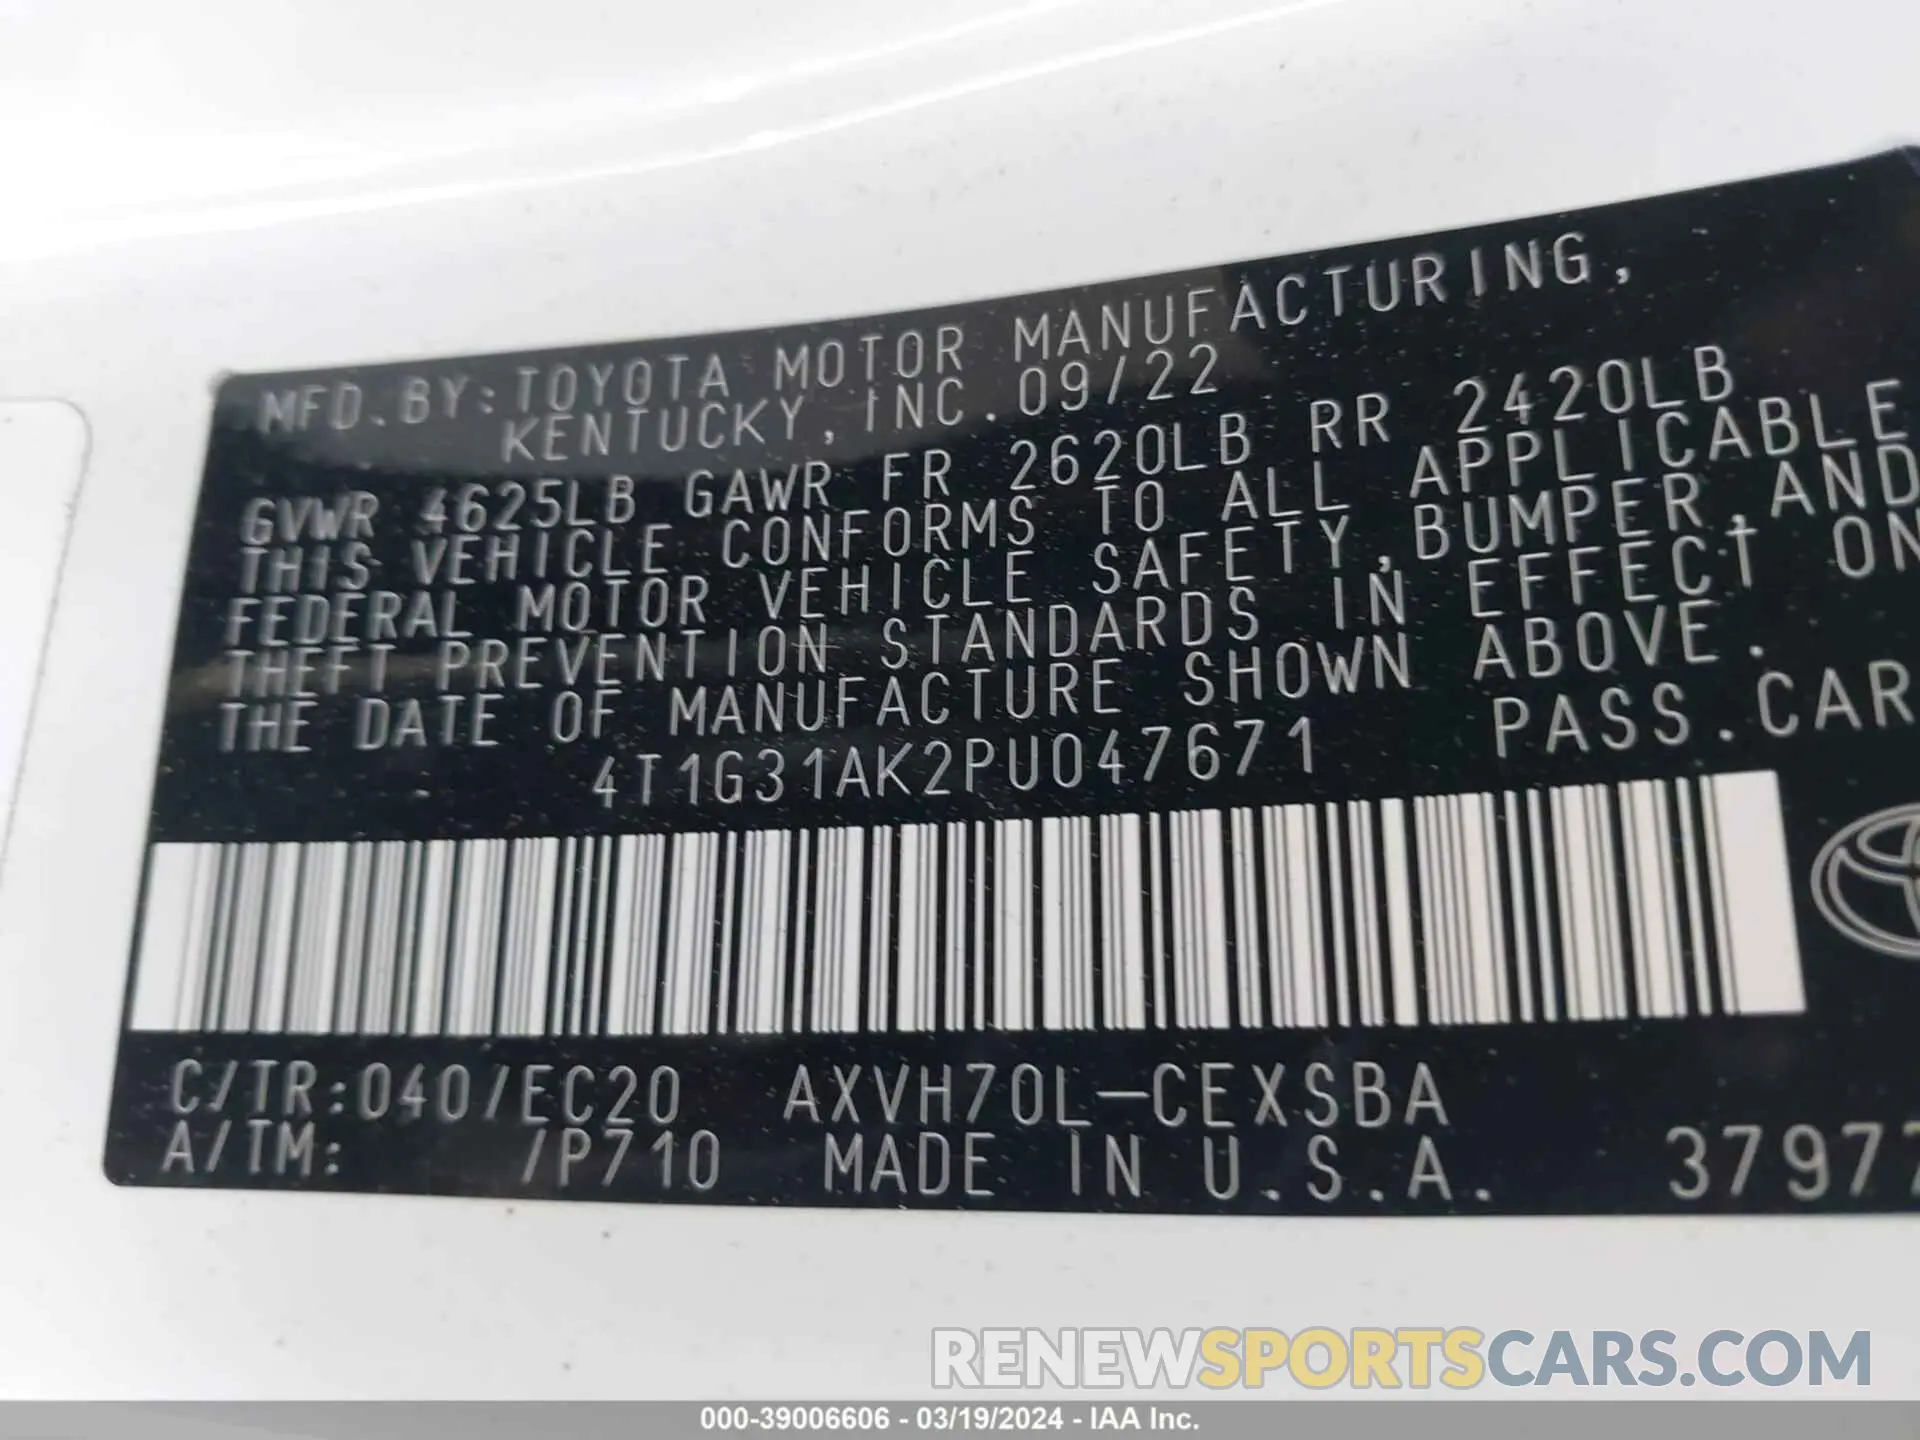 MFD.BY:TOYOTA MOTOR MANUFACTURING,
KENTUCKY, INC.09/22
GVWR 4625LB GAWR FR 2620LB RR 2420LB
THIS VEHICLE CONFORMS TO ALL APPLICABLE
FEDERAL MOTOR VEHICLE SAFETY,BUMPER,AND
THEFT PREVENTION STANDARDS IN EFFECT ON
THE DATE OF MANUFACTURE SHOWN ABOVE.
4T1G31AK2PU047671 PASS.CAR
C/TR:040/EC20 AXVH70L-CEXSBA
A/TM: /P710 MADE IN U.S.A. 37977
RENEWSPORTSCARS.COM
000-39006606 - 03/19/2024 - IAA Inc.